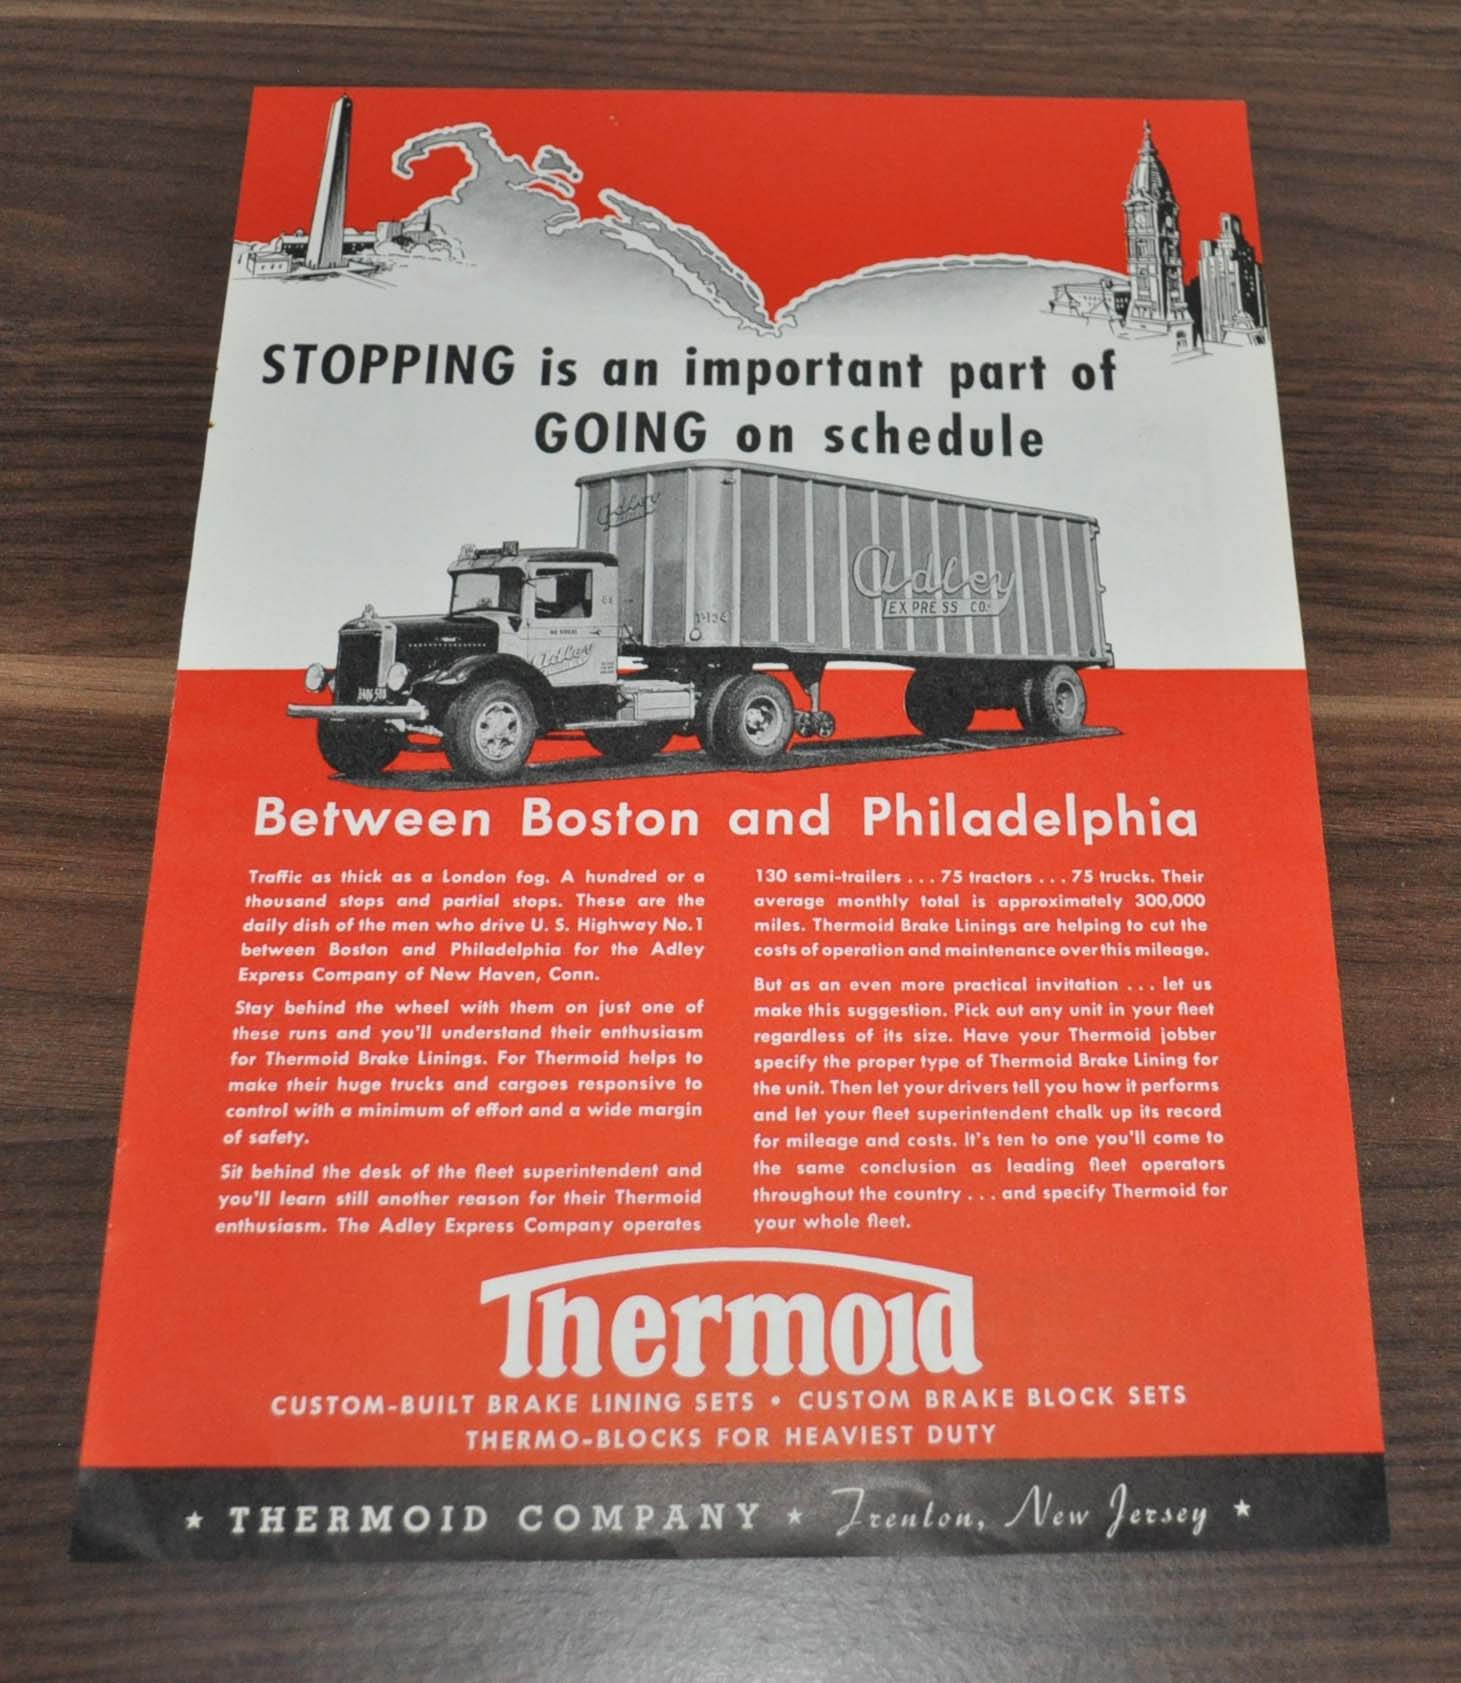 STOPPING is an important part of
GOING on schedule
Adley
Adley
EXPRESS CO.
T-154
Adley
Between Boston and Philadelphia
Traffic as thick as a London fog. A hundred or a
thousand stops and partial stops. These are the
daily dish of the men who drive U. S. Highway No. 1
between Boston and Philadelphia for the Adley
Express Company of New Haven, Conn.
Stay behind the wheel with them on just one of
these runs and you'll understand their enthusiasm
for Thermoid Brake Linings. For Thermoid helps to
make their huge trucks and cargoes responsive to
control with a minimum of effort and a wide margin
of safety.
Sit behind the desk of the fleet superintendent and
you'll learn still another reason for their Thermoid
enthusiasm. The Adley Express Company operates
130 semi-trailers . . . 75 tractors . . . 75 trucks. Their
average monthly total is approximately 300,000
miles. Thermoid Brake Linings are helping to cut the
costs of operation and maintenance over this mileage.
But as an even more practical invitation . . . let us
make this suggestion. Pick out any unit in your fleet
regardless of its size. Have your Thermoid jobber
specify the proper type of Thermoid Brake Lining for
the unit. Then let your drivers tell you how it performs
and let your fleet superintendent chalk up its record
for mileage and costs. It's ten to one you'll come to
the same conclusion as leading fleet operators
throughout the country . . . and specify Thermoid for
your whole fleet.
Thermoid
CUSTOM-BUILT BRAKE LINING SETS • CUSTOM BRAKE BLOCK SETS
THERMO-BLOCKS FOR HEAVIEST DUTY
★ THERMOID COMPANY ★ Trenton, New Jersey ★